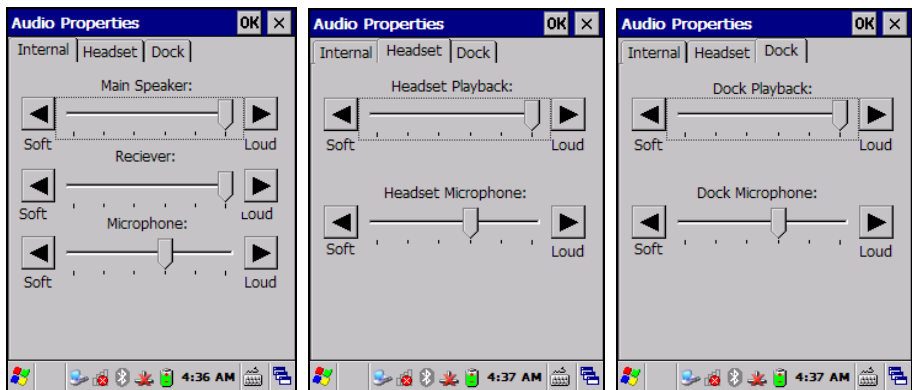 Audio Properties OK ×
Internal Headset Dock
Main Speaker:
Soft Loud
Reciever:
Soft Loud
Microphone:
Soft Loud
4:36 AM
Audio Properties OK ×
Internal Headset Dock
Headset Playback:
Soft Loud
Headset Microphone:
Soft Loud
4:37 AM
Audio Properties OK ×
Internal Headset Dock
Dock Playback:
Soft Loud
Dock Microphone:
Soft Loud
4:37 AM